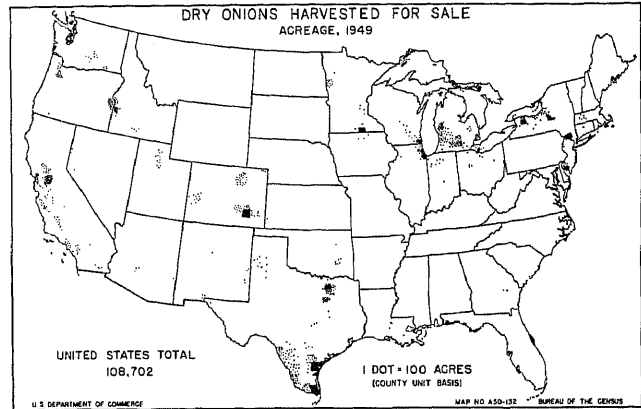 DRY ONIONS HARVESTED FOR SALE
ACREAGE, 1949
UNITED STATES TOTAL
108,702
1 DOT = 100 ACRES
(COUNTY UNIT BASIS)
U.S. DEPARTMENT OF COMMERCE
MAP NO. A50-132
BUREAU OF THE CENSUS